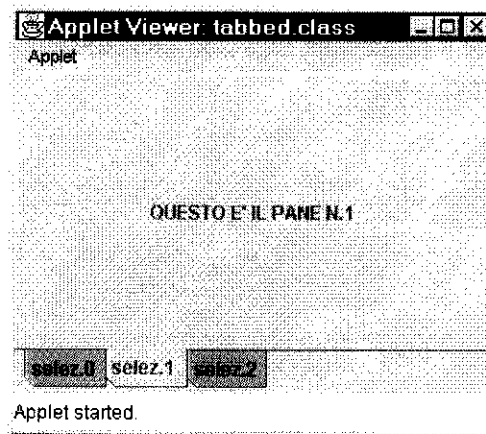 Applet Viewer: tabbed.class
Applet
QUESTO E' IL PANE N.1
selez.0 selez.1 selez.2
Applet started.